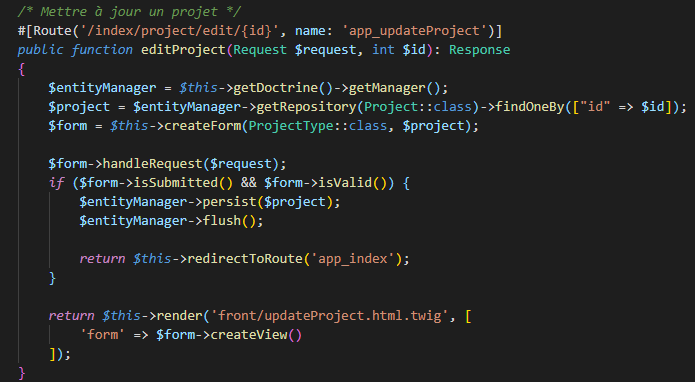 /* Mettre à jour un projet */
#[Route('/index/project/edit/{id}', name: 'app_updateProject')]
public function editProject(Request $request, int $id): Response
{
    $entityManager = $this->getDoctrine()->getManager();
    $project = $entityManager->getRepository(Project::class)->findOneBy(["id" => $id]);
    $form = $this->createForm(ProjectType::class, $project);

    $form->handleRequest($request);
    if ($form->isSubmitted() && $form->isValid()) {
        $entityManager->persist($project);
        $entityManager->flush();

        return $this->redirectToRoute('app_index');
    }

    return $this->render('front/updateProject.html.twig', [
        'form' => $form->createView()
    ]);
}